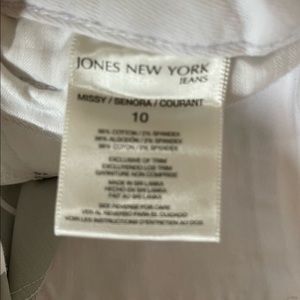 JONES NEW YORK
JEANS
MISSY / SENORA / COURANT
10
98% COTTON / 2% SPANDEX
98% ALGODÓN / 2% SPANDEX
98% COTON / 2% SPANDEX
EXCLUSIVE OF TRIM
EXCLUYENDO LOS TRIM
GARNITURE NON COMPRISE
MADE IN SRI LANKA
HECHO EN SRI LANKA
FAIT AU SRI LANKA
SEE REVERSE FOR CARE
VER AL REVERSO PARA EL CUIDADO
VOIR LES INSTRUCTIONS D'ENTRETIEN AU DOS